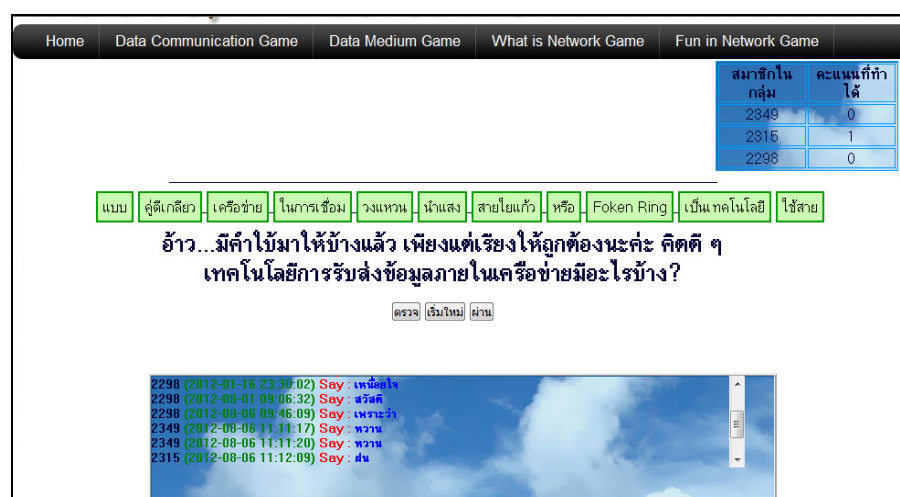 Home Data Communication Game Data Medium Game What is Network Game Fun in Network Game
สมาชิกใน
กลุ่ม
คะแนนที่ทำ
ได้
2349 0
2315 1
2298 0
แบบ คู่ตีเกลียว เครือข่าย ในการเชื่อม วงแหวน นำแสง สายใยแก้ว หรือ Foken Ring เป็นเทคโนโลยี ใช้สาย
อ้าว...มีคำใบ้มาให้บ้างแล้ว เพียงแต่เรียงให้ถูกต้องนะค่ะ คิดดี ๆ
เทคโนโลยีการรับส่งข้อมูลภายในเครือข่ายมีอะไรบ้าง?
ตรวจ เริ่มใหม่ ผ่าน
2298 (2012-01-16 23:30:02) Say : เหนื่อยใจ
2298 (2012-08-01 09:06:32) Say : สวัสดี
2298 (2012-08-06 09:46:09) Say : เพราะว่า
2349 (2012-08-06 11:11:17) Say : หวาน
2349 (2012-08-06 11:11:20) Say : หวาน
2315 (2012-08-06 11:12:09) Say : ฝน